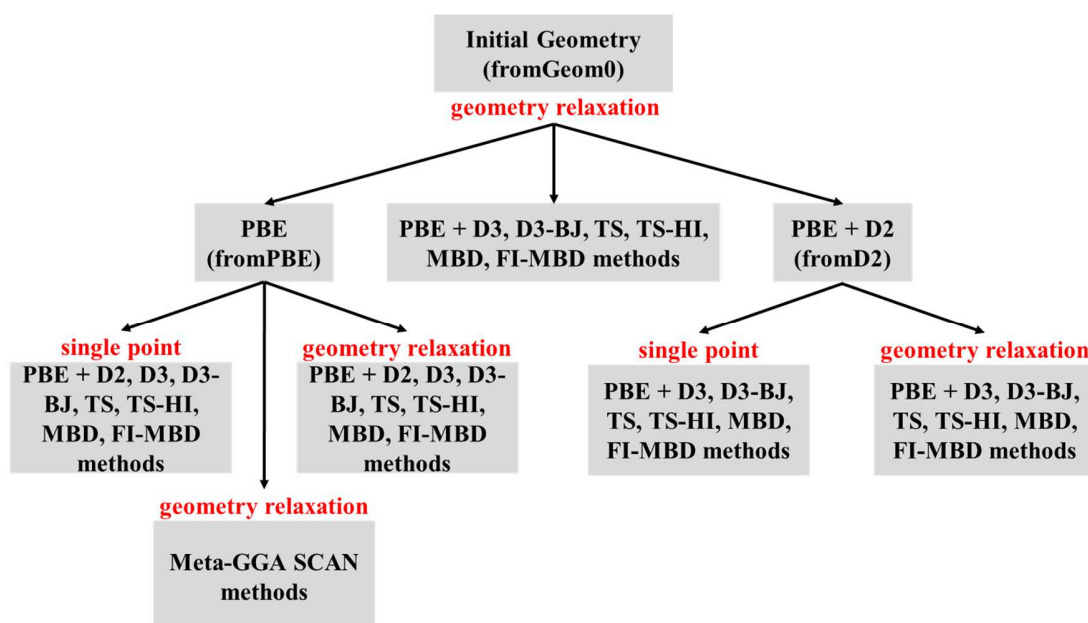 Initial Geometry
(fromGeom0)
geometry relaxation
PBE
(fromPBE)
PBE + D3, D3-BJ, TS, TS-HI,
MBD, FI-MBD methods
PBE + D2
(fromD2)
single point
PBE + D2, D3, D3-
BJ, TS, TS-HI,
MBD, FI-MBD
methods
geometry relaxation
PBE + D2, D3, D3-
BJ, TS, TS-HI,
MBD, FI-MBD
methods
single point
PBE + D3, D3-BJ,
TS, TS-HI, MBD,
FI-MBD methods
geometry relaxation
PBE + D3, D3-BJ,
TS, TS-HI, MBD,
FI-MBD methods
geometry relaxation
Meta-GGA SCAN
methods